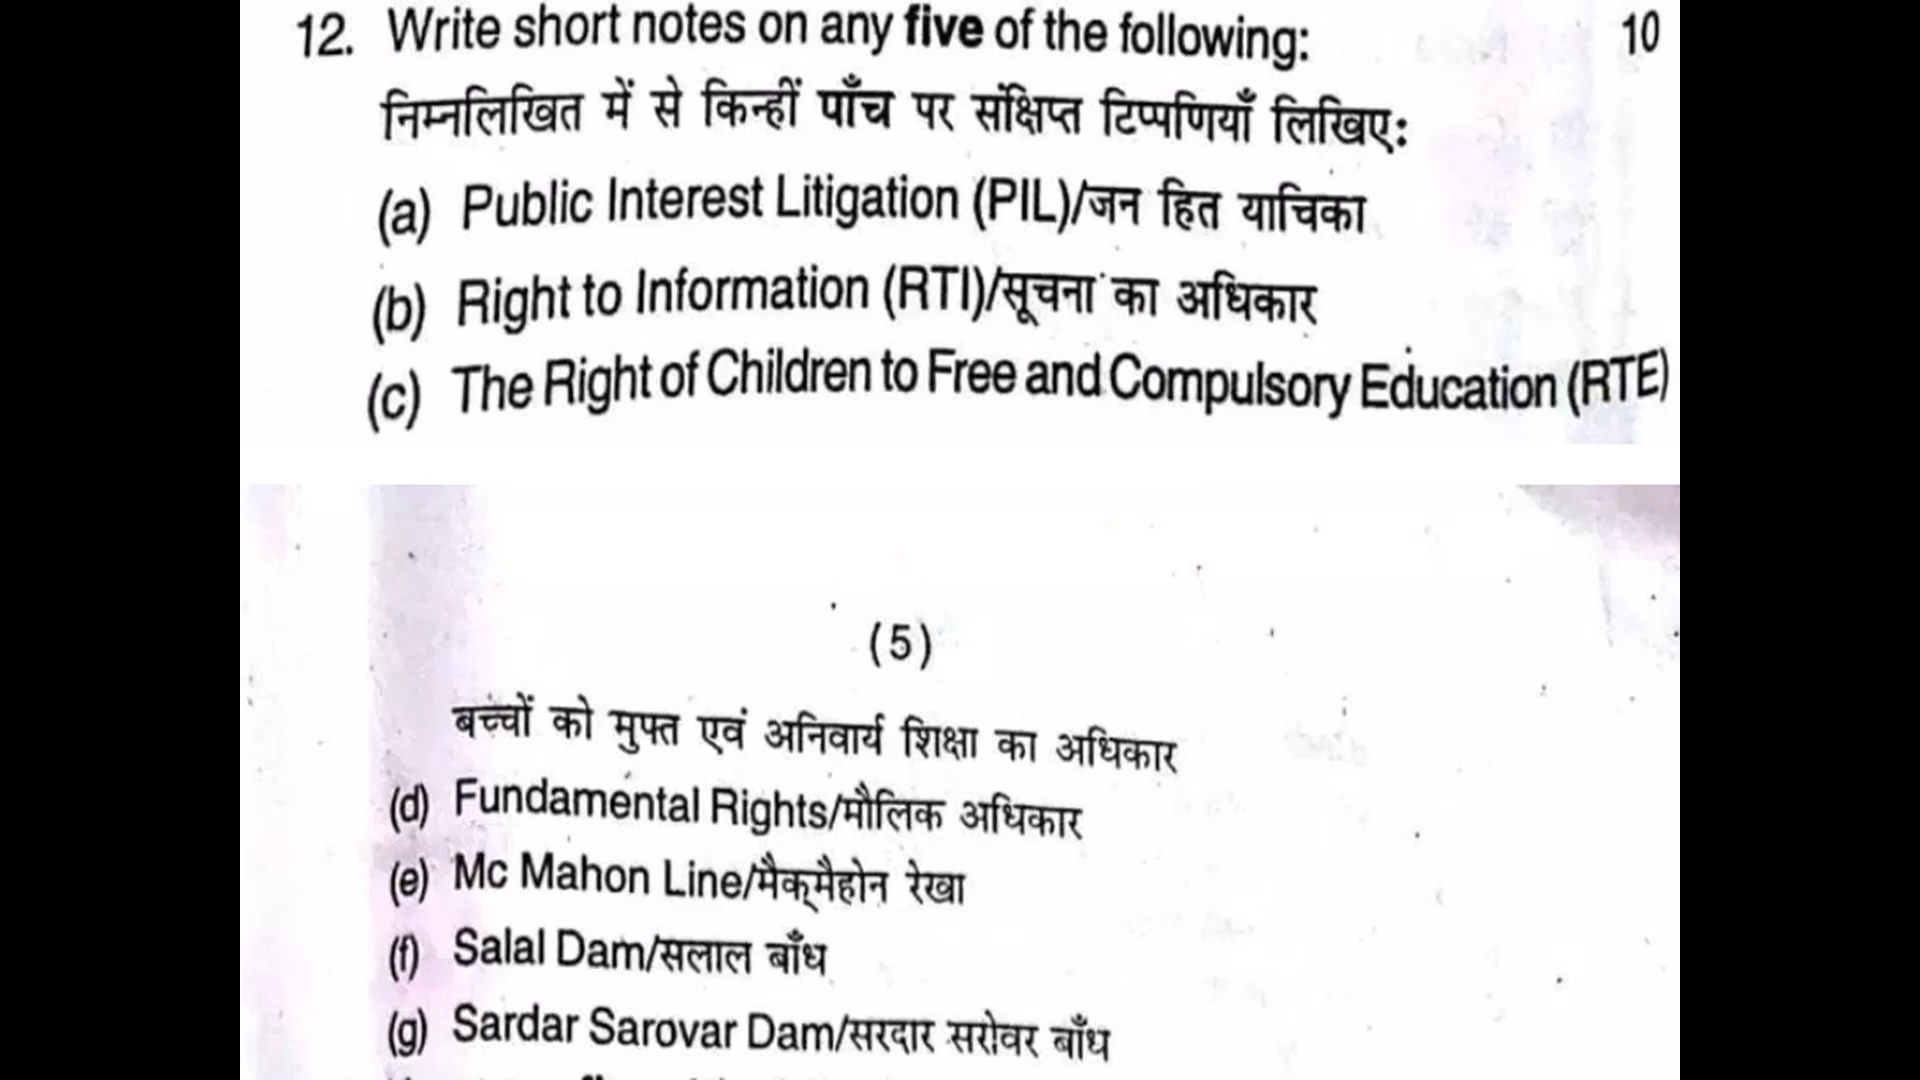 12. Write short notes on any five of the following: 10
निम्नलिखित में से किन्हीं पाँच पर संक्षिप्त टिप्पणियाँ लिखिए:
(a) Public Interest Litigation (PIL)/जन हित याचिका
(b) Right to Information (RTI)/सूचना का अधिकार
(c) The Right of Children to Free and Compulsory Education (RTE)
(5)
बच्चों को मुफ्त एवं अनिवार्य शिक्षा का अधिकार
(d) Fundamental Rights/मौलिक अधिकार
(e) Mc Mahon Line/मैक्‌मैहोन रेखा
(f) Salal Dam/सलाल बाँध
(g) Sardar Sarovar Dam/सरदार सरोवर बाँध